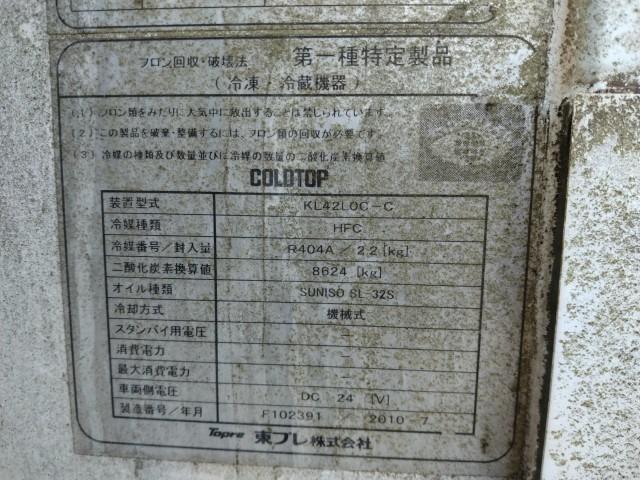 フロン回収・破壊法 第一種特定製品
(冷凍・冷蔵機器)
(1) フロン類をみだりに大気中に放出することは禁じられています。
(2) この製品を廃棄・整備するには、フロン類の回収が必要です。
(3) 冷媒の種類及び数量並びに冷媒の数量の二酸化炭素換算値
COLDTOP
装置型式 KL42LOC-C
冷媒種類 HFC
冷媒番号/封入量 R404A / 2.2 [kg]
二酸化炭素換算値 8624 [kg]
オイル種類 SUNISO SL-32S
冷却方式 機械式
スタンバイ用電圧 -
消費電力 -
最大消費電力 -
車両側電圧 DC 24 [V]
製造番号/年月 F102391 / 2010-7
Topre 東プレ株式会社